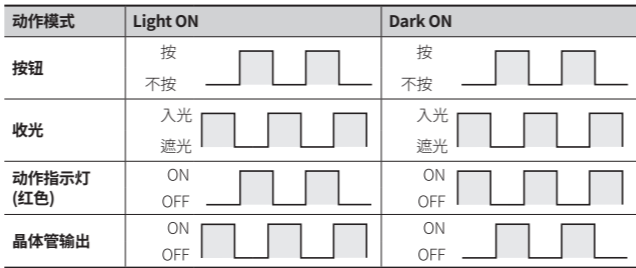 动作模式 Light ON Dark ON
按钮 按 按
不按 不按
收光 入光 入光
遮光 遮光
动作指示灯 ON ON
(红色) OFF OFF
晶体管输出 ON ON
OFF OFF